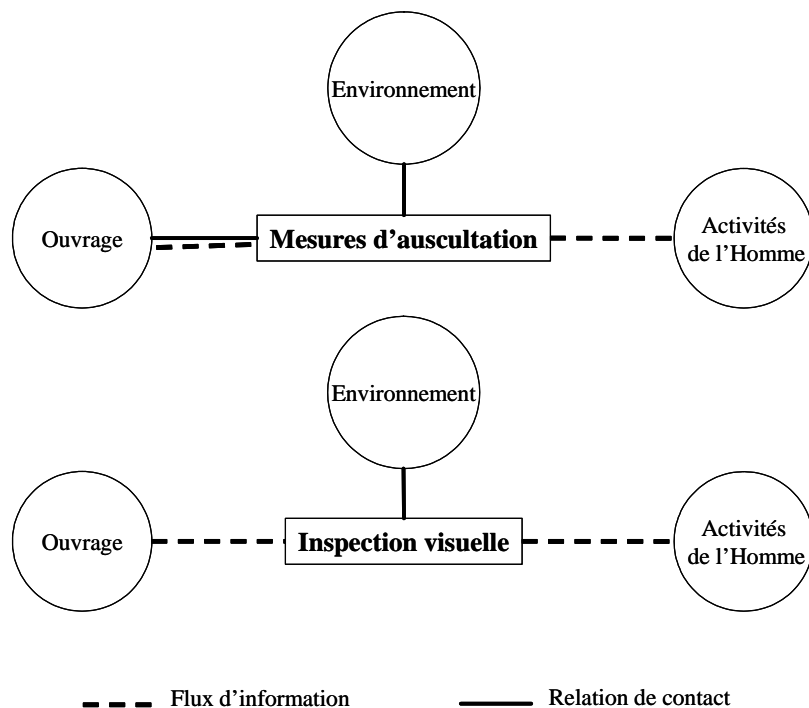 Environnement
Ouvrage
Mesures d'auscultation
Activités
de l'Homme
Environnement
Ouvrage
Inspection visuelle
Activités
de l'Homme
Flux d'information
Relation de contact